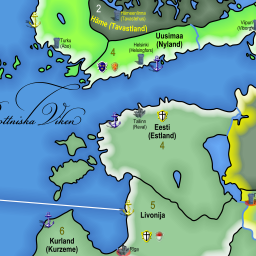 2.
Häme (Tavastland)
Hämeenlinna
(Tavastehus)
Viipuri
(Viborg)
Turku
(Åbo)
Helsinki
(Helsingfors)
Uusimaa
(Nyland)
4
ottniska Viken
Tallinn
(Reval)
Eesti
(Estland)
4
5
Livonija
6
Kurland
(Kurzeme)
Riga